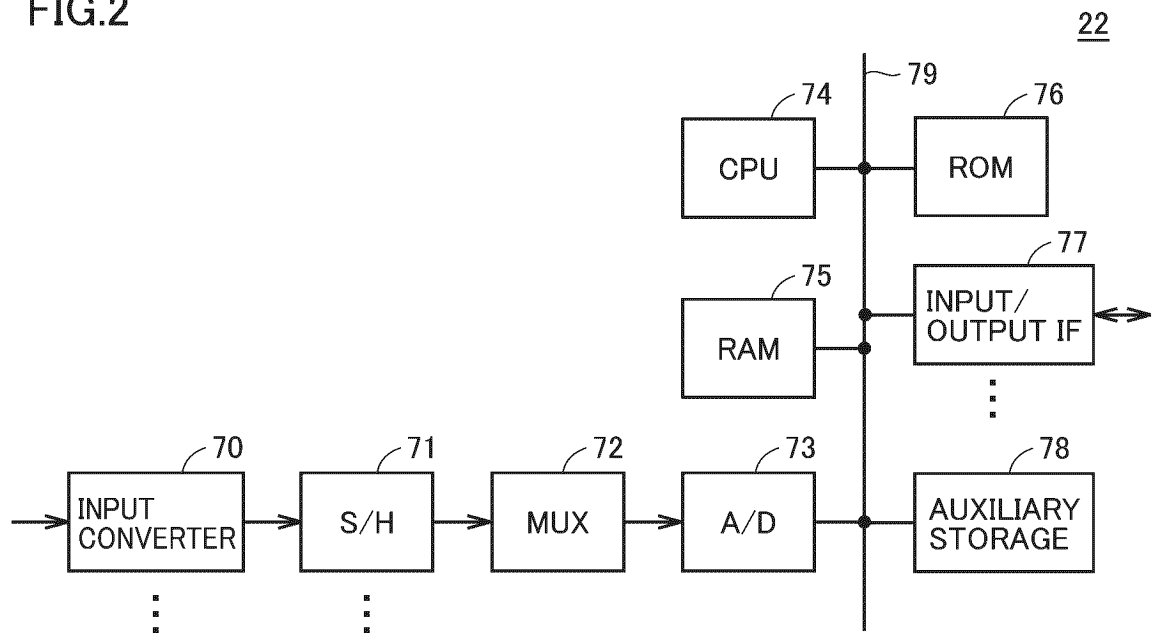 FIG.2
22
79
74
CPU
76
ROM
77
INPUT/
OUTPUT IF
75
RAM
70
INPUT
CONVERTER
71
S/H
72
MUX
73
A/D
78
AUXILIARY
STORAGE